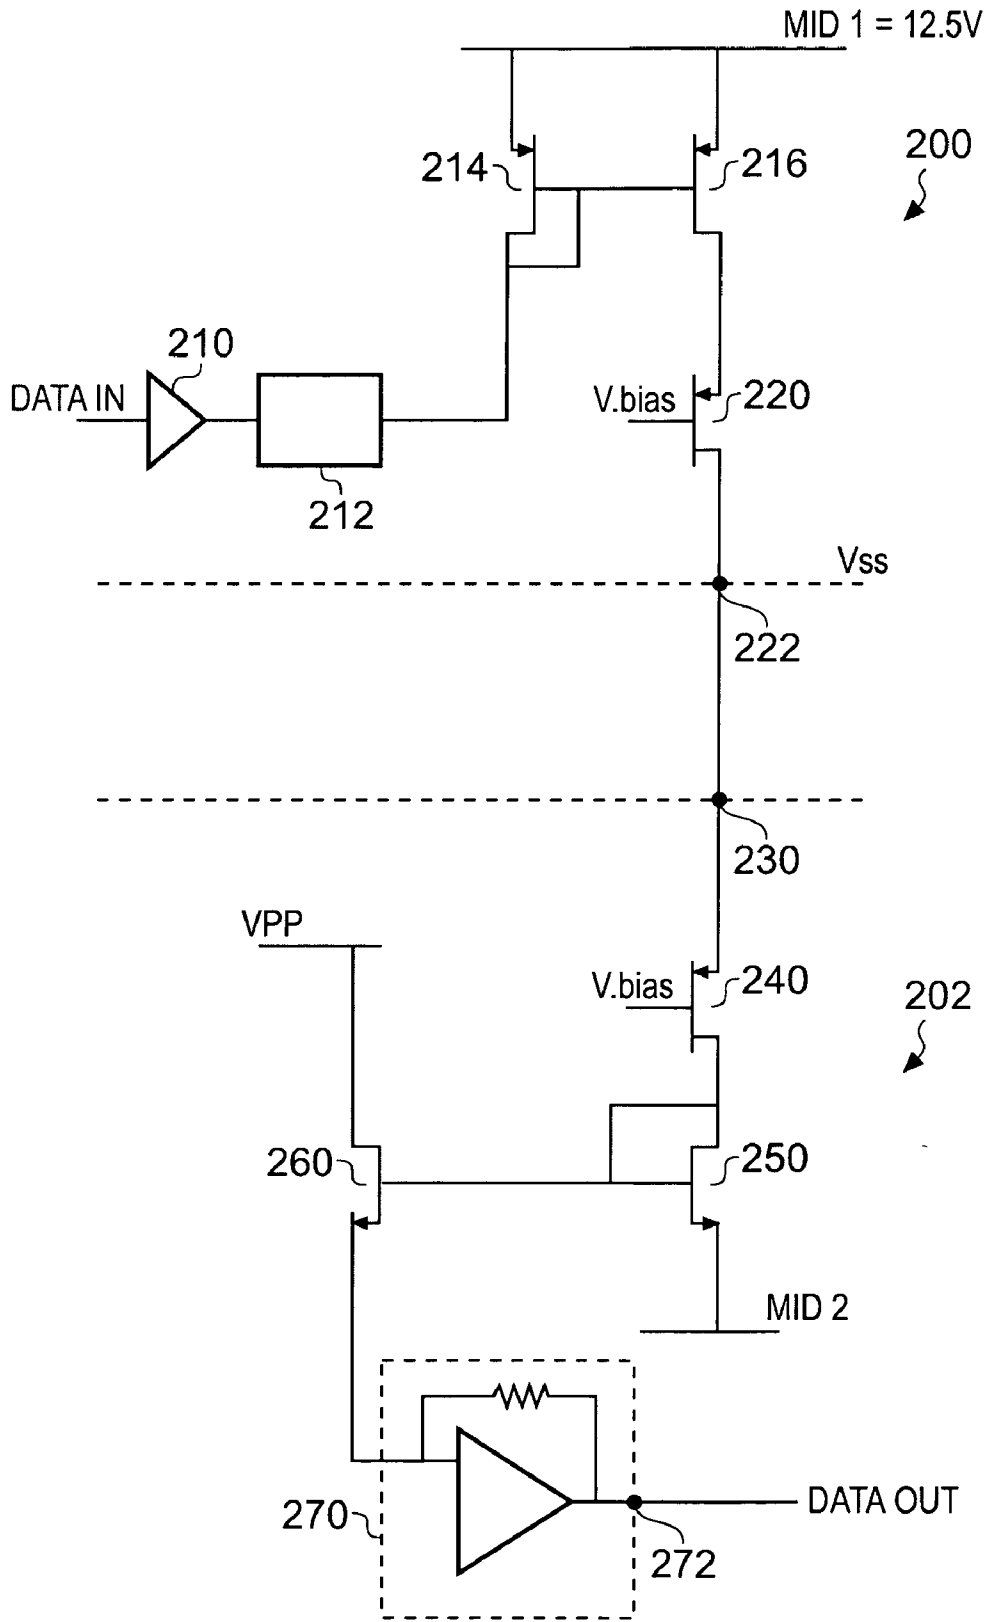 MID 1 = 12.5V
200
214
216
210
DATA IN
V.bias
220
212
Vss
222
230
VPP
V.bias
240
202
260
250
MID 2
270
DATA OUT
272